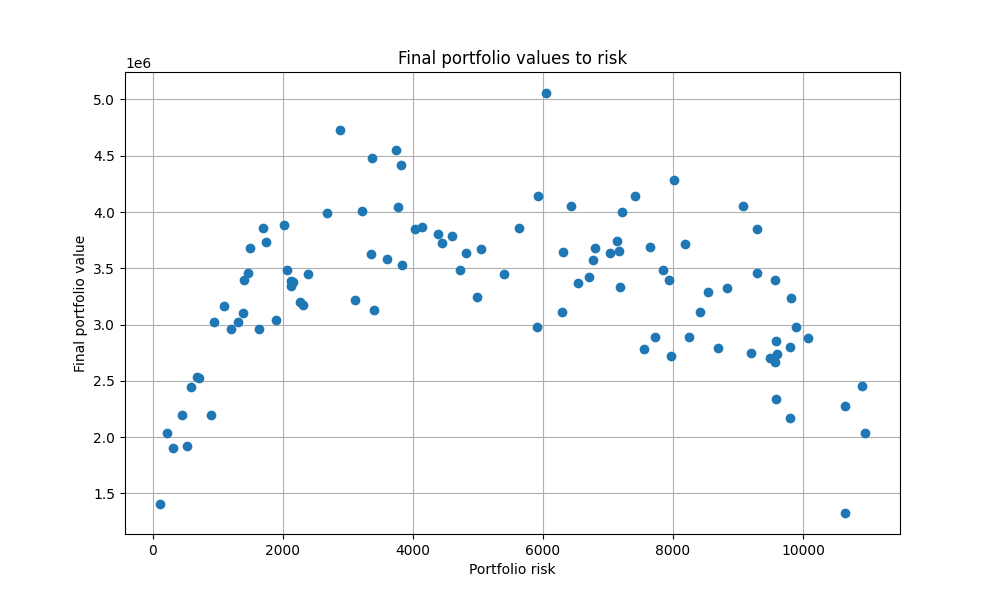 Final portfolio values to risk
1e6
5.0
4.5
4.0
3.5
3.0
2.5
2.0
1.5
Final portfolio value
0 2000 4000 6000 8000 10000
Portfolio risk